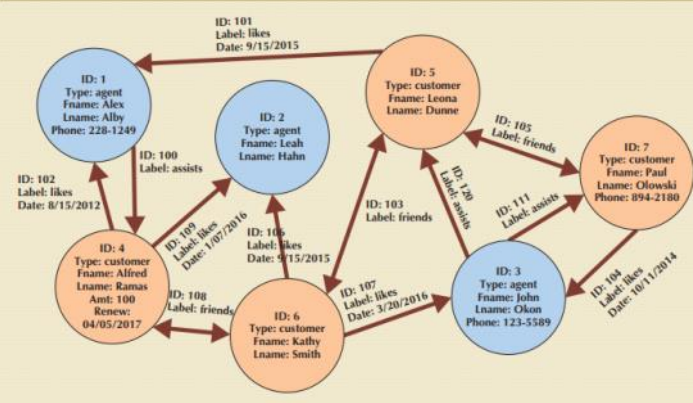 ID: 101
Label: likes
Date: 9/15/2015
ID: 1
Type: agent
Fname: Alex
Lname: Alby
Phone: 228-1249
ID: 2
Type: agent
Fname: Leah
Lname: Hahn
ID: 5
Type: customer
Fname: Leona
Lname: Dunne
ID: 105
Label: friends
ID: 7
Type: customer
Fname: Paul
Lname: Olowski
Phone: 894-2180
ID: 102
Label: likes
Date: 8/15/2012
ID: 100
Label: assists
ID: 109
Label: likes
Date: 1/07/2016
ID: 106
Label: likes
Date: 9/15/2015
ID: 103
Label: friends
ID: 120
Label: assists
ID: 111
Label: assists
ID: 4
Type: customer
Fname: Alfred
Lname: Ramas
Amt: 100
Renew:
04/05/2017
ID: 108
Label: friends
ID: 6
Type: customer
Fname: Kathy
Lname: Smith
ID: 107
Label: likes
Date: 3/20/2016
ID: 3
Type: agent
Fname: John
Lname: Okon
Phone: 123-5589
ID: 104
Label: likes
Date: 10/11/2014